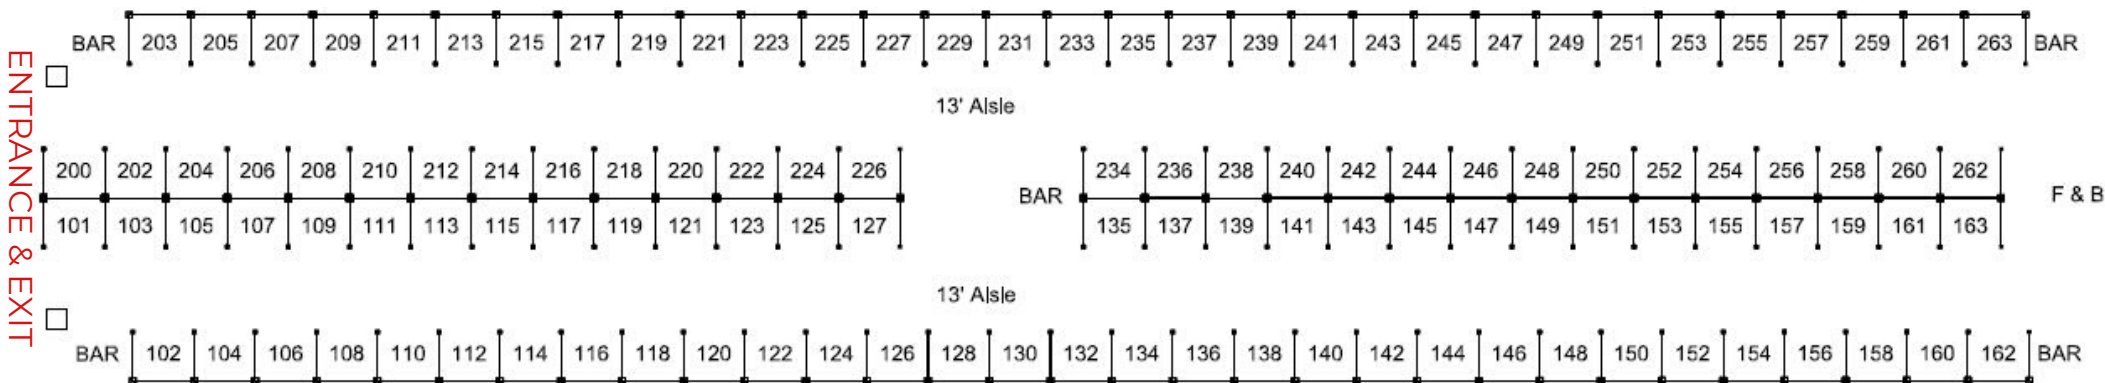 ENTRANCE & EXIT
BAR 203 205 207 209 211 213 215 217 219 221 223 225 227 229 231 233 235 237 239 241 243 245 247 249 251 253 255 257 259 261 263 BAR
13' Aisle
200 202 204 206 208 210 212 214 216 218 220 222 224 226 234 236 238 240 242 244 246 248 250 252 254 256 258 260 262
BAR F & B
101 103 105 107 109 111 113 115 117 119 121 123 125 127 135 137 139 141 143 145 147 149 151 153 155 157 159 161 163
13' Aisle
BAR 102 104 106 108 110 112 114 116 118 120 122 124 126 128 130 132 134 136 138 140 142 144 146 148 150 152 154 156 158 160 162 BAR